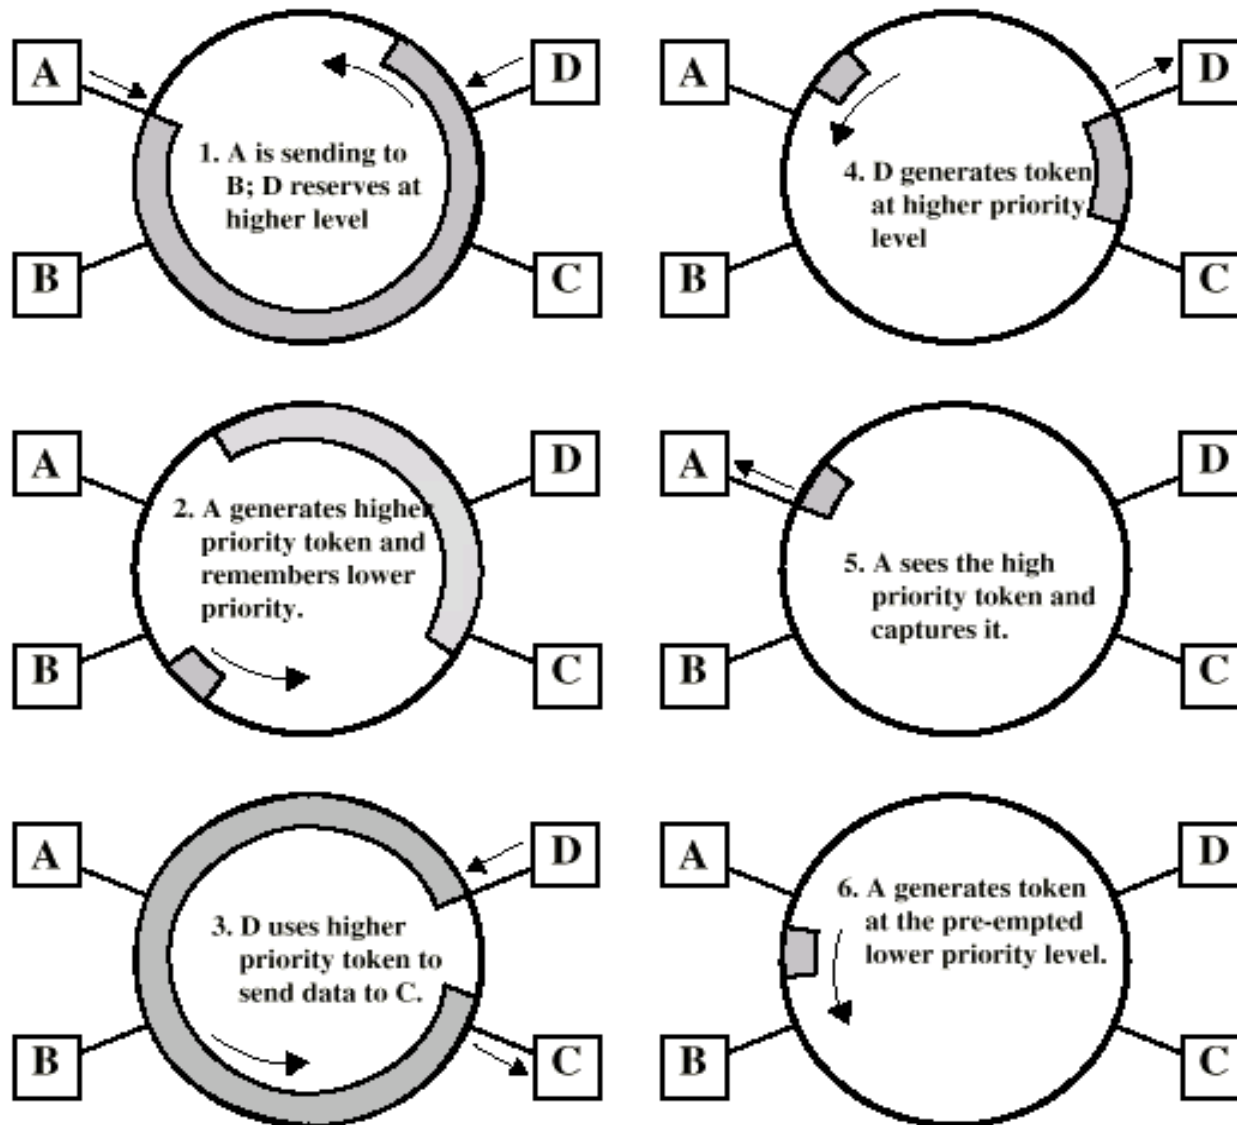 A
D
1. A is sending to
B; D reserves at
higher level
B
C
A
D
2. A generates higher
priority token and
remembers lower
priority.
B
C
A
D
3. D uses higher
priority token to
send data to C.
B
C
A
D
4. D generates token
at higher priority
level
B
C
A
D
5. A sees the high
priority token and
captures it.
B
C
A
D
6. A generates token
at the pre-empted
lower priority level.
B
C